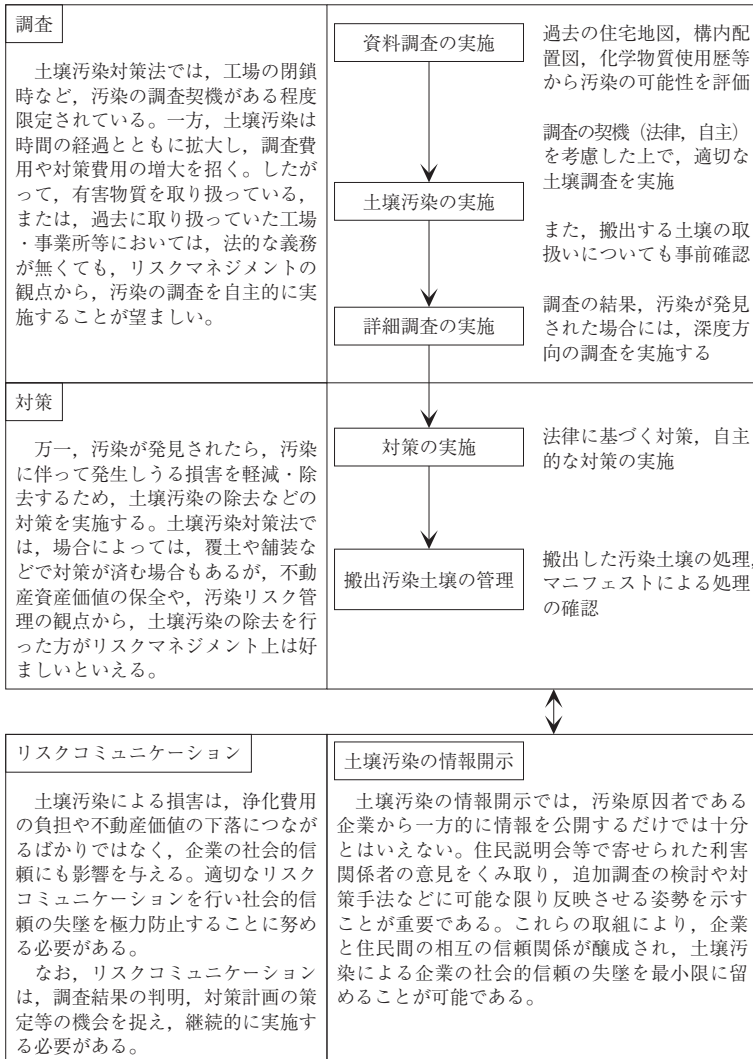 調査
土壌汚染対策法では，工場の閉鎖
時など，汚染の調査契機がある程度
限定されている。一方，土壌汚染は
時間の経過とともに拡大し，調査費
用や対策費用の増大を招く。したが
って，有害物質を取り扱っている，
または，過去に取り扱っていた工場
・事業所等においては，法的な義務
が無くても，リスクマネジメントの
観点から，汚染の調査を自主的に実
施することが望ましい。
資料調査の実施
過去の住宅地図，構内配
置図，化学物質使用歴等
から汚染の可能性を評価
調査の契機（法律，自主）
を考慮した上で，適切な
土壌調査を実施
土壌汚染の実施
また，搬出する土壌の取
扱いについても事前確認
詳細調査の実施
調査の結果，汚染が発見
された場合には，深度方
向の調査を実施する
対策
万一，汚染が発見されたら，汚染
に伴って発生しうる損害を軽減・除
去するため，土壌汚染の除去などの
対策を実施する。土壌汚染対策法で
は，場合によっては，覆土や舗装な
どで対策が済む場合もあるが，不動
産資産価値の保全や，汚染リスク管
理の観点から，土壌汚染の除去を行
った方がリスクマネジメント上は好
ましいといえる。
対策の実施
法律に基づく対策，自主
的な対策の実施
搬出汚染土壌の管理
搬出した汚染土壌の処理，
マニフェストによる処理
の確認
リスクコミュニケーション
土壌汚染による損害は，浄化費用
の負担や不動産価値の下落につなが
るばかりではなく，企業の社会的信
頼にも影響を与える。適切なリスク
コミュニケーションを行い社会的信
頼の失墜を極力防止することに努め
る必要がある。
なお，リスクコミュニケーション
は，調査結果の判明，対策計画の策
定等の機会を捉え，継続的に実施す
る必要がある。
土壌汚染の情報開示
土壌汚染の情報開示では，汚染原因者である
企業から一方的に情報を公開するだけでは十分
とはいえない。住民説明会等で寄せられた利害
関係者の意見をくみ取り，追加調査の検討や対
策手法などに可能な限り反映させる姿勢を示す
ことが重要である。これらの取組により，企業
と住民間の相互の信頼関係が醸成され，土壌汚
染による企業の社会的信頼の失墜を最小限に留
めることが可能である。